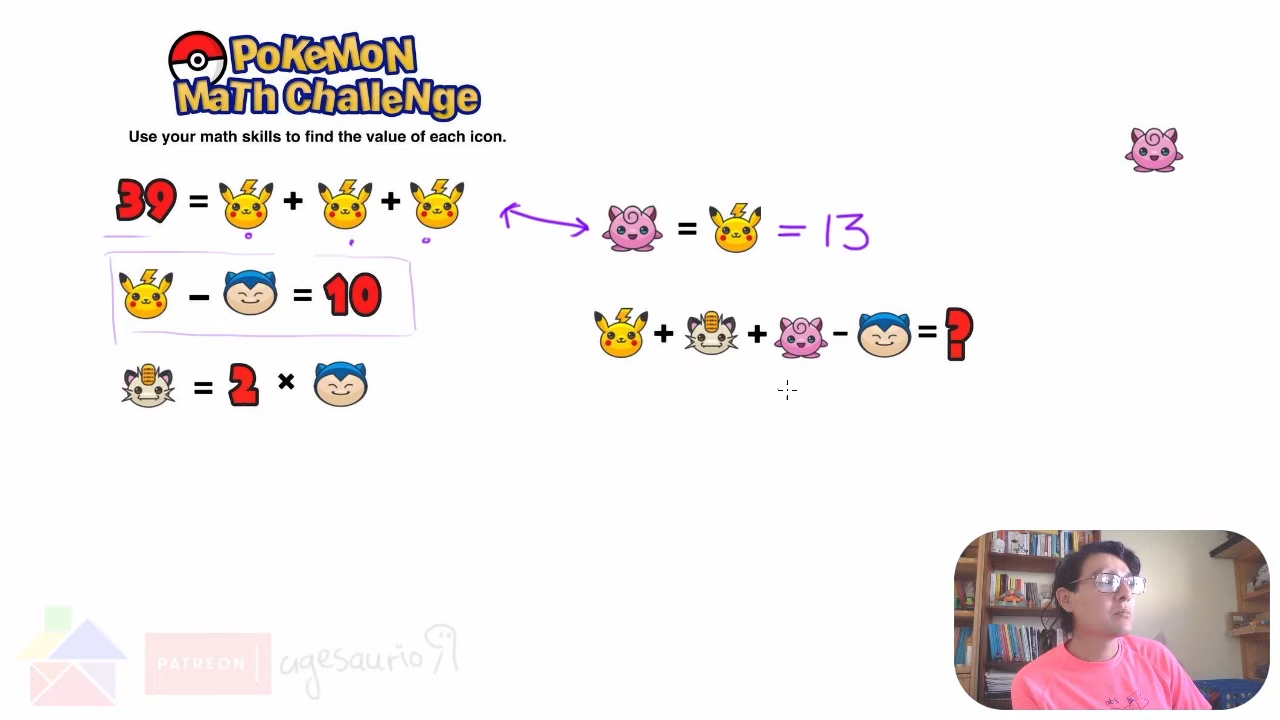 PoKeMoN
MaTh ChalleNge
Use your math skills to find the value of each icon.
39 = + +
= = 13
- = 10
+ + - = ?
= 2 ×
PATREON
agesaurio